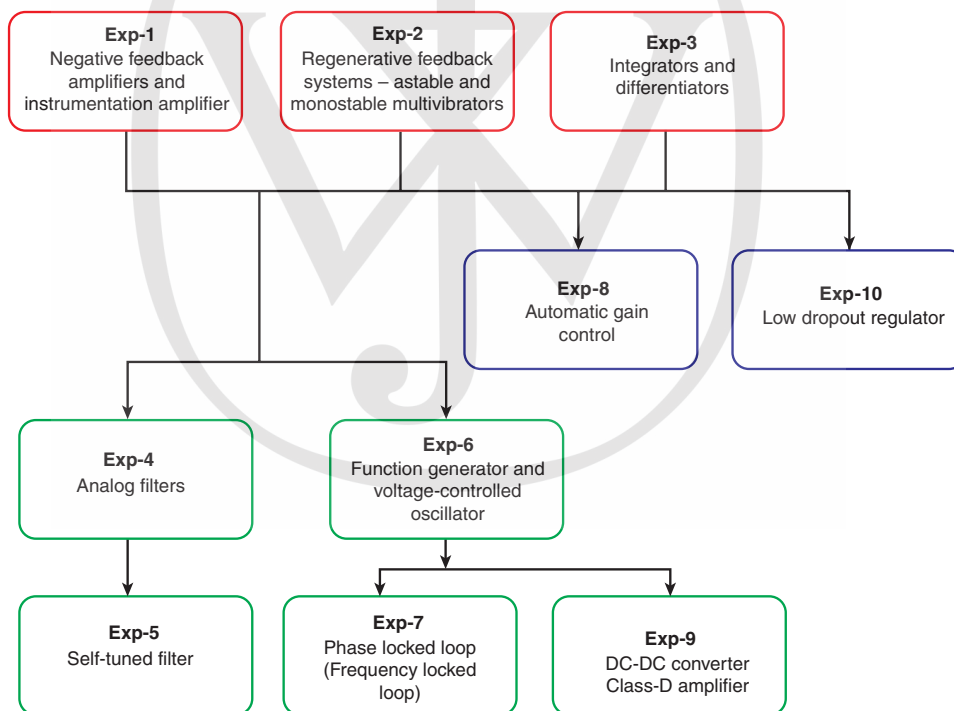 Exp-1
Negative feedback
amplifiers and
instrumentation amplifier
Exp-2
Regenerative feedback
systems – astable and
monostable multivibrators
Exp-3
Integrators and
differentiators
Exp-8
Automatic gain
control
Exp-10
Low dropout regulator
Exp-4
Analog filters
Exp-6
Function generator and
voltage-controlled
oscillator
Exp-5
Self-tuned filter
Exp-7
Phase locked loop
(Frequency locked
loop)
Exp-9
DC-DC converter
Class-D amplifier